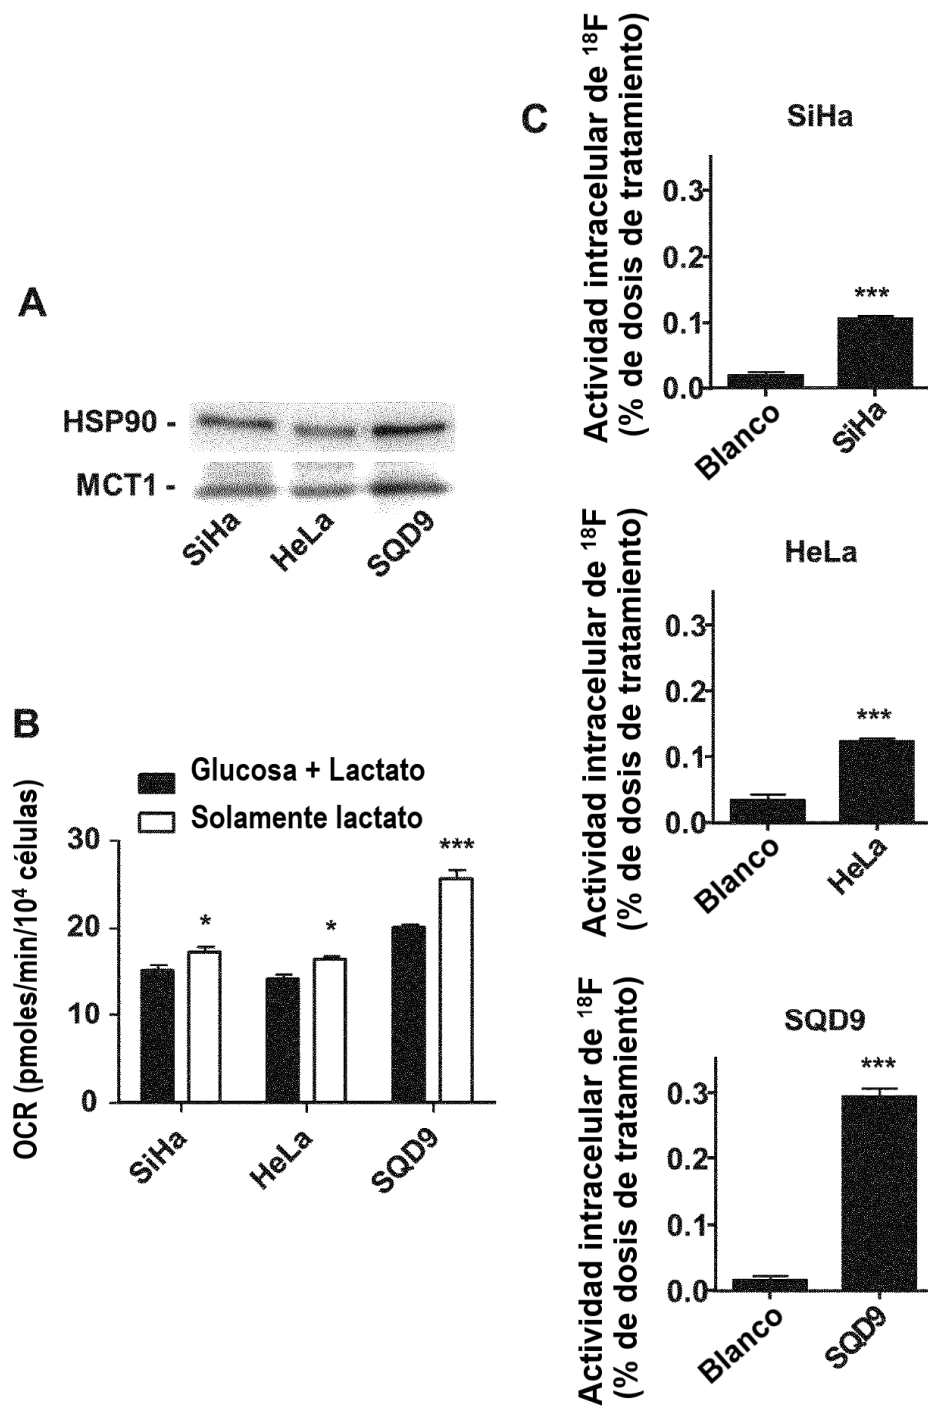 A
HSP90 -
MCT1 -
SiHa
HeLa
SQD9
B
Glucosa + Lactato
Solamente lactato
OCR (pmoles/min/10⁴ células)
30
20
10
0
*
*
***
SiHa
HeLa
SQD9
C
SiHa
Actividad intracelular de ¹⁸F
(% de dosis de tratamiento)
0.3
0.2
0.1
0.0
***
Blanco
SiHa
HeLa
Actividad intracelular de ¹⁸F
(% de dosis de tratamiento)
0.3
0.2
0.1
0.0
***
Blanco
HeLa
SQD9
Actividad intracelular de ¹⁸F
(% de dosis de tratamiento)
0.3
0.2
0.1
0.0
***
Blanco
SQD9